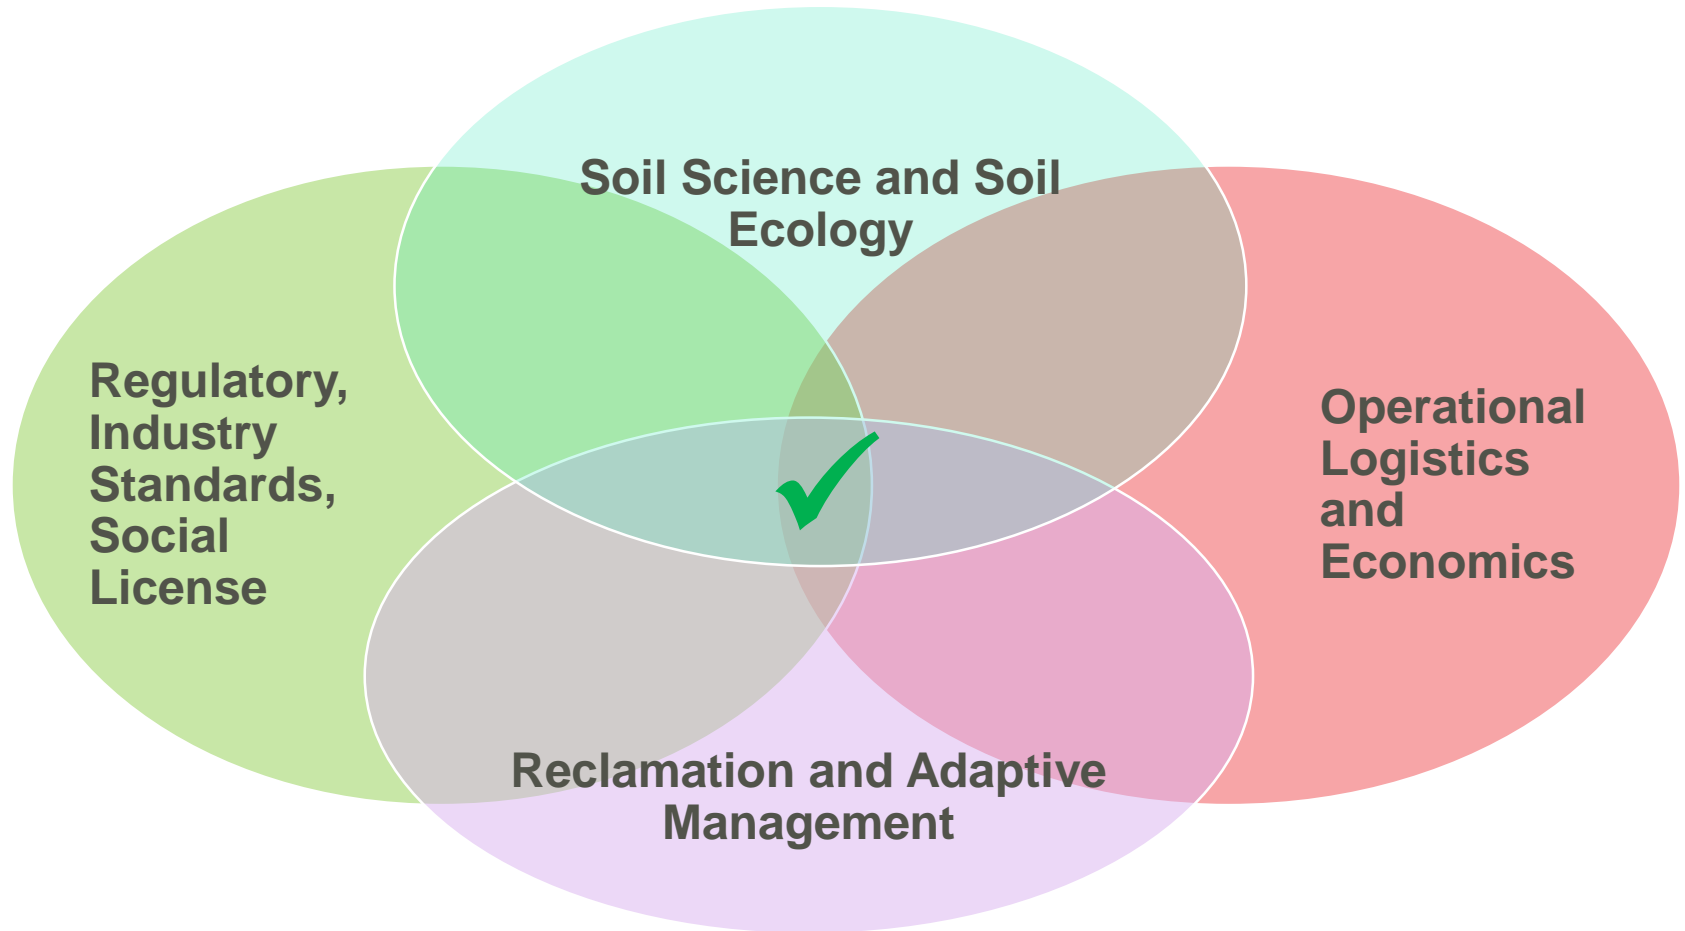 Soil Science and Soil
Ecology
Regulatory,
Industry
Standards,
Social
License
Operational
Logistics
and
Economics
Reclamation and Adaptive
Management